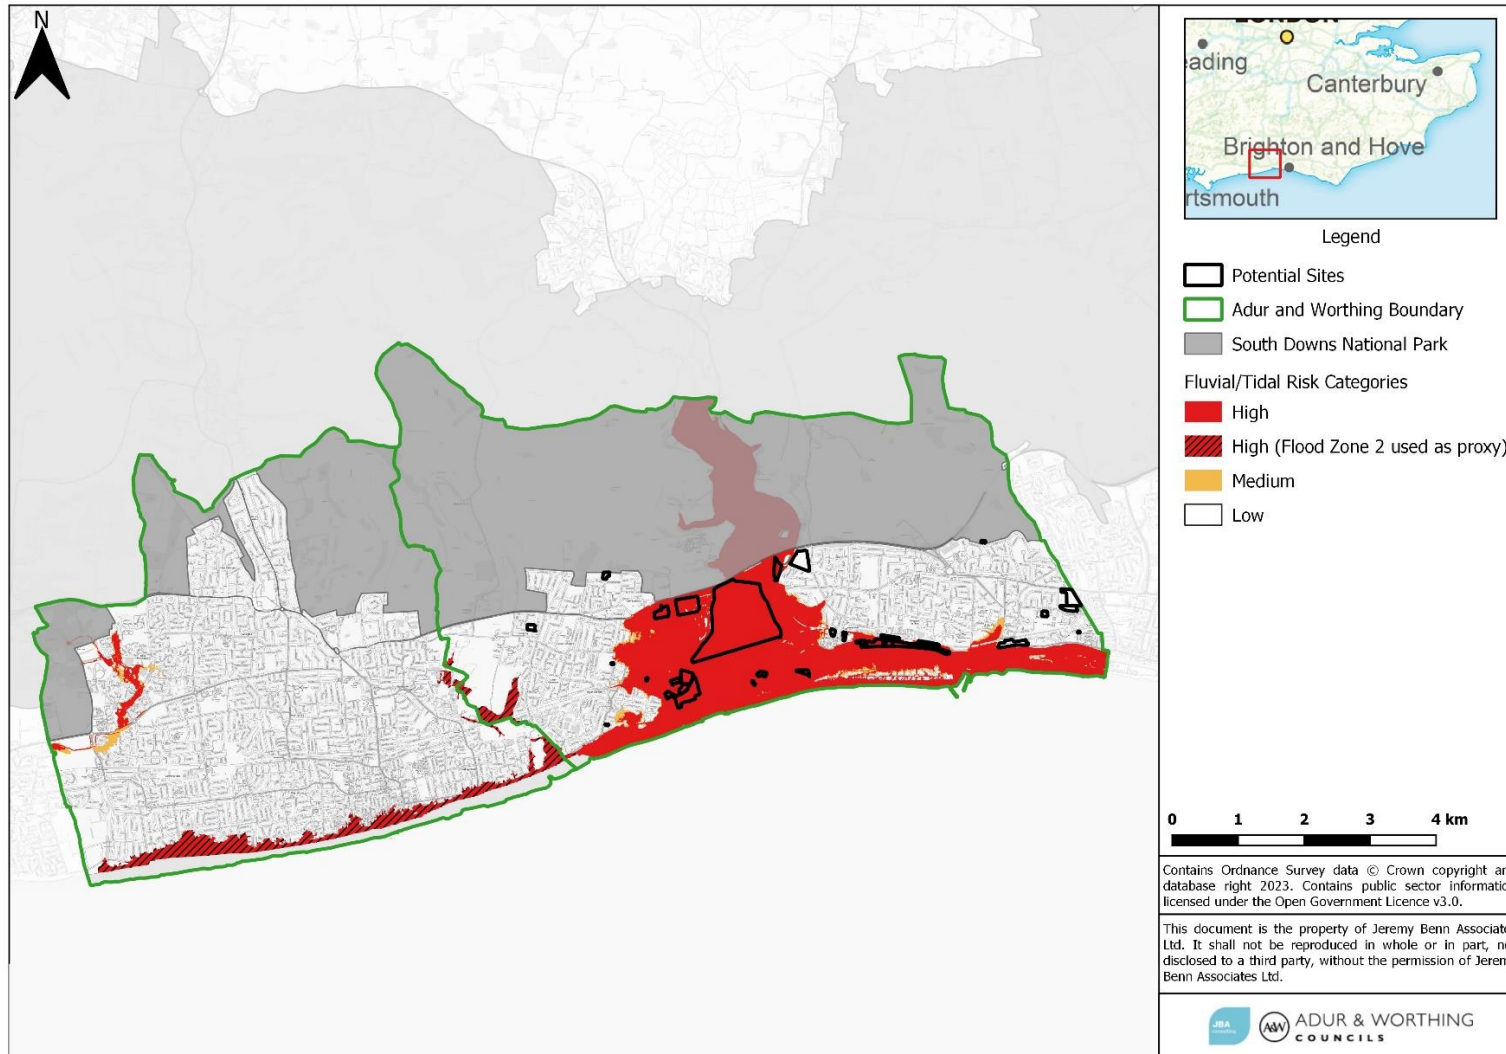 N
LONDON
eading
Canterbury
Brighton and Hove
rtsmouth
Legend
Potential Sites
Adur and Worthing Boundary
South Downs National Park
Fluvial/Tidal Risk Categories
High
High (Flood Zone 2 used as proxy)
Medium
Low
0 1 2 3 4 km
Contains Ordnance Survey data © Crown copyright an
database right 2023. Contains public sector informatio
licensed under the Open Government Licence v3.0.
This document is the property of Jeremy Benn Associate
Ltd. It shall not be reproduced in whole or in part, no
disclosed to a third party, without the permission of Jerem
Benn Associates Ltd.
JBA
consulting
A&W ADUR & WORTHING
COUNCILS